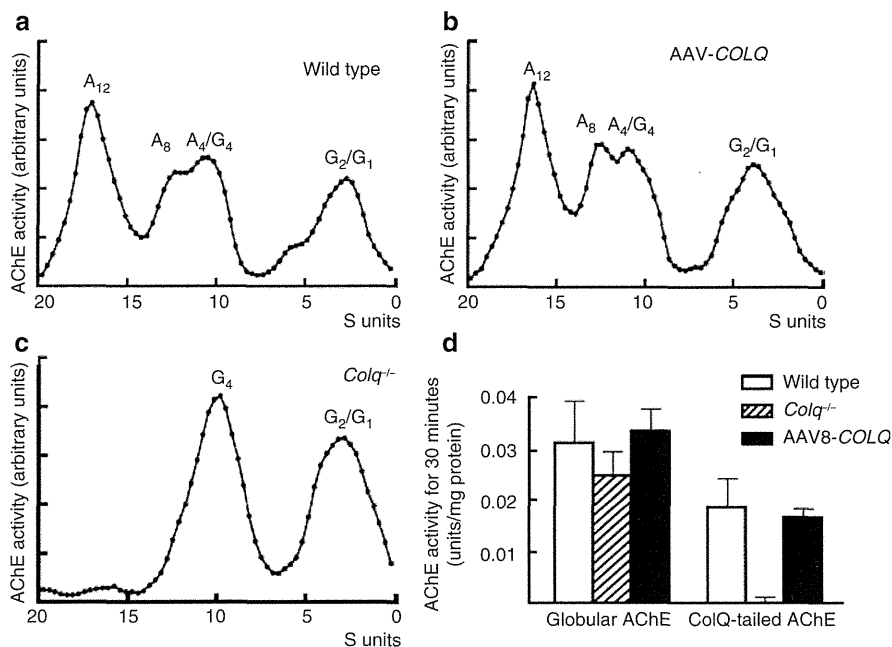 a
Wild type
A12
A8
A4/G4
G2/G1
AChE activity (arbitrary units)
20 15 10 5 0
S units
b
AAV-COLQ
A12
A8
A4/G4
G2/G1
AChE activity (arbitrary units)
20 15 10 5 0
S units
c
Colq–/–
G4
G2/G1
AChE activity (arbitrary units)
20 15 10 5 0
S units
d
Wild type
Colq–/–
AAV8-COLQ
AChE activity for 30 minutes
(units/mg protein)
0.04
0.03
0.02
0.01
Globular AChE
ColQ-tailed AChE